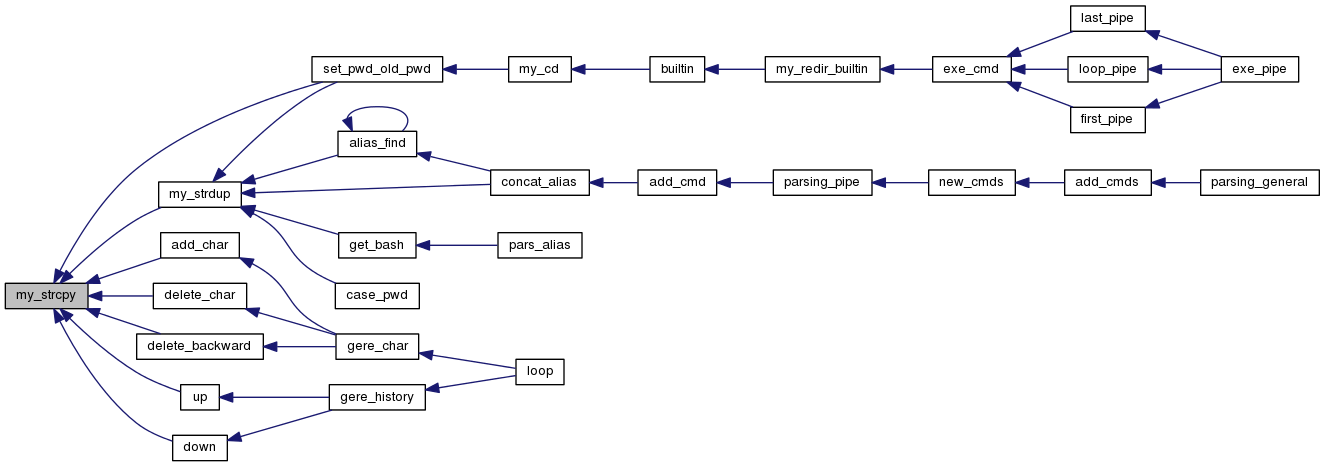 last_pipe
set_pwd_old_pwd
my_cd
builtin
my_redir_builtin
exe_cmd
loop_pipe
exe_pipe
first_pipe
alias_find
my_strdup
concat_alias
add_cmd
parsing_pipe
new_cmds
add_cmds
parsing_general
add_char
get_bash
pars_alias
my_strcpy
delete_char
case_pwd
delete_backward
gere_char
loop
up
gere_history
down